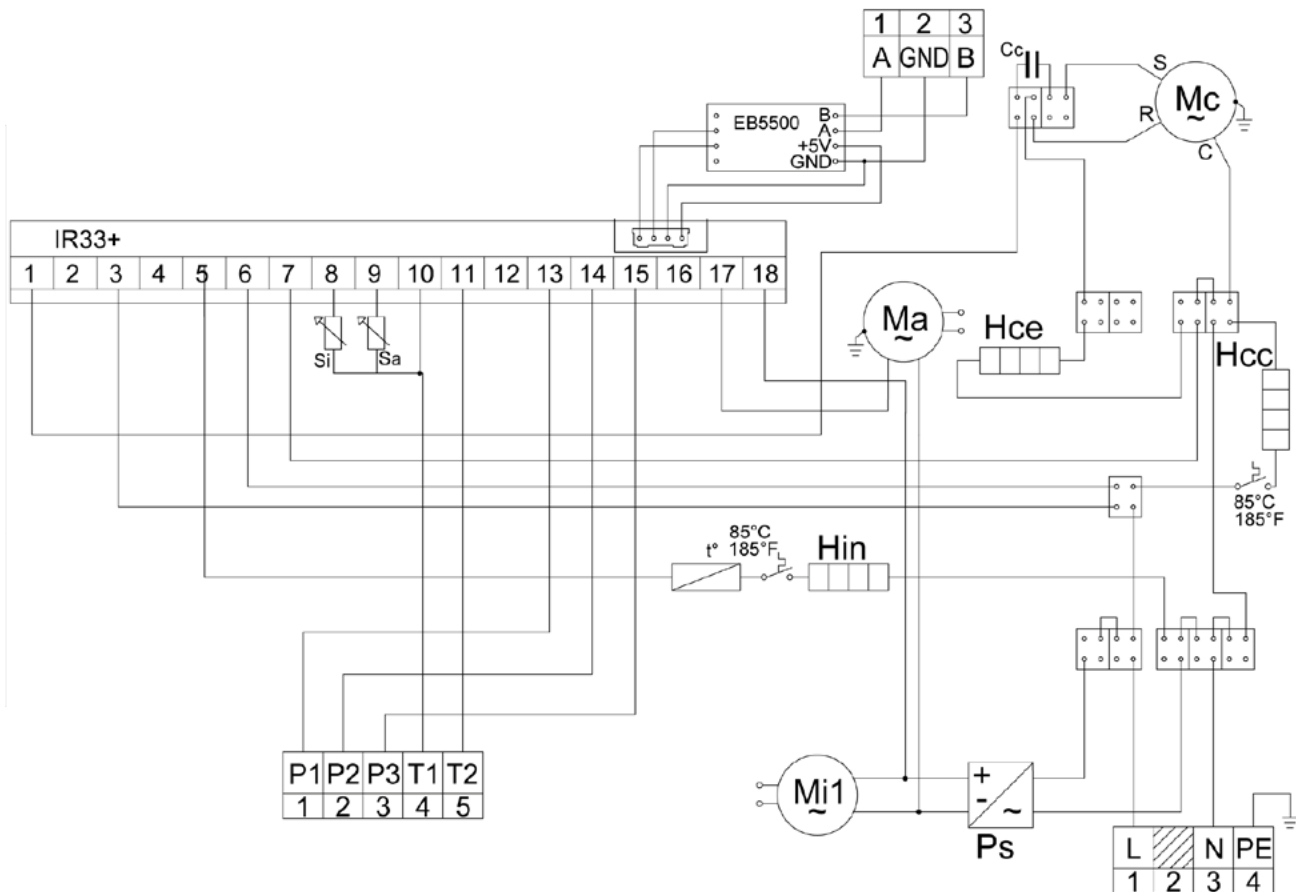 1 2 3
A GND B
Cc
S
Mc
~
R
C
EB5500
B
A
+5V
GND
IR33+
1 2 3 4 5 6 7 8 9 10 11 12 13 14 15 16 17 18
Si
Sa
Ma
~
Hce
Hcc
85°C
185°F
t°
85°C
185°F
Hin
P1 P2 P3 T1 T2
1 2 3 4 5
Mi1
~
+
-
~
Ps
L N PE
1 2 3 4